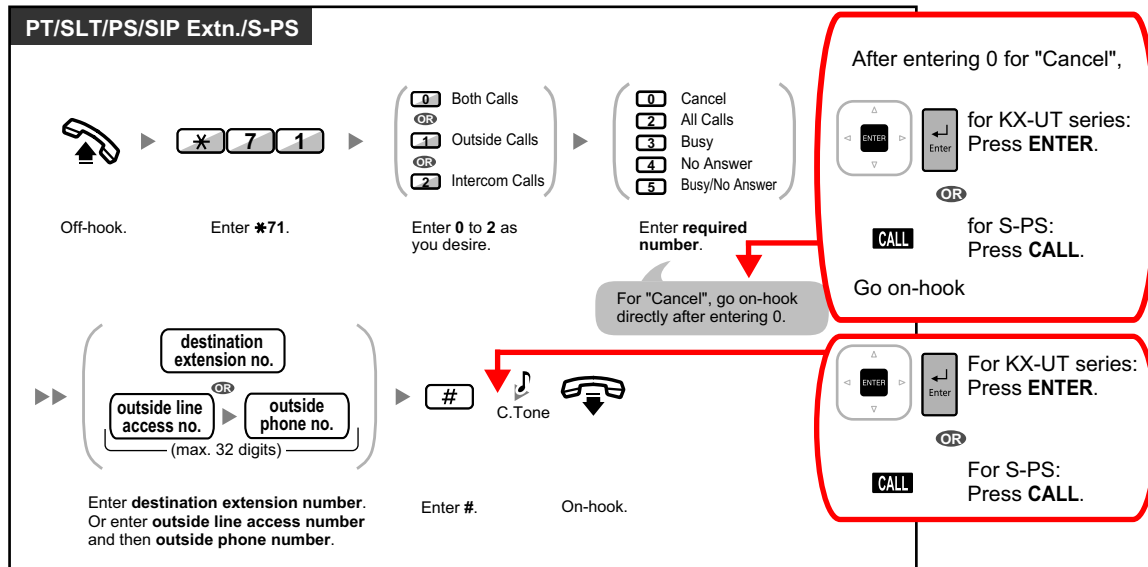 PT/SLT/PS/SIP Extn./S-PS
Off-hook.
✱ 7 1
Enter ✱71.
0 Both Calls
OR
1 Outside Calls
OR
2 Intercom Calls
Enter 0 to 2 as
you desire.
0 Cancel
2 All Calls
3 Busy
4 No Answer
5 Busy/No Answer
Enter required
number.
For "Cancel", go on-hook
directly after entering 0.
After entering 0 for "Cancel",
ENTER
Enter
for KX-UT series:
Press ENTER.
OR
CALL
for S-PS:
Press CALL.
Go on-hook
destination
extension no.
OR
outside line
access no.
outside
phone no.
(max. 32 digits)
Enter destination extension number.
Or enter outside line access number
and then outside phone number.
#
Enter #.
C.Tone
On-hook.
ENTER
Enter
For KX-UT series:
Press ENTER.
OR
CALL
For S-PS:
Press CALL.